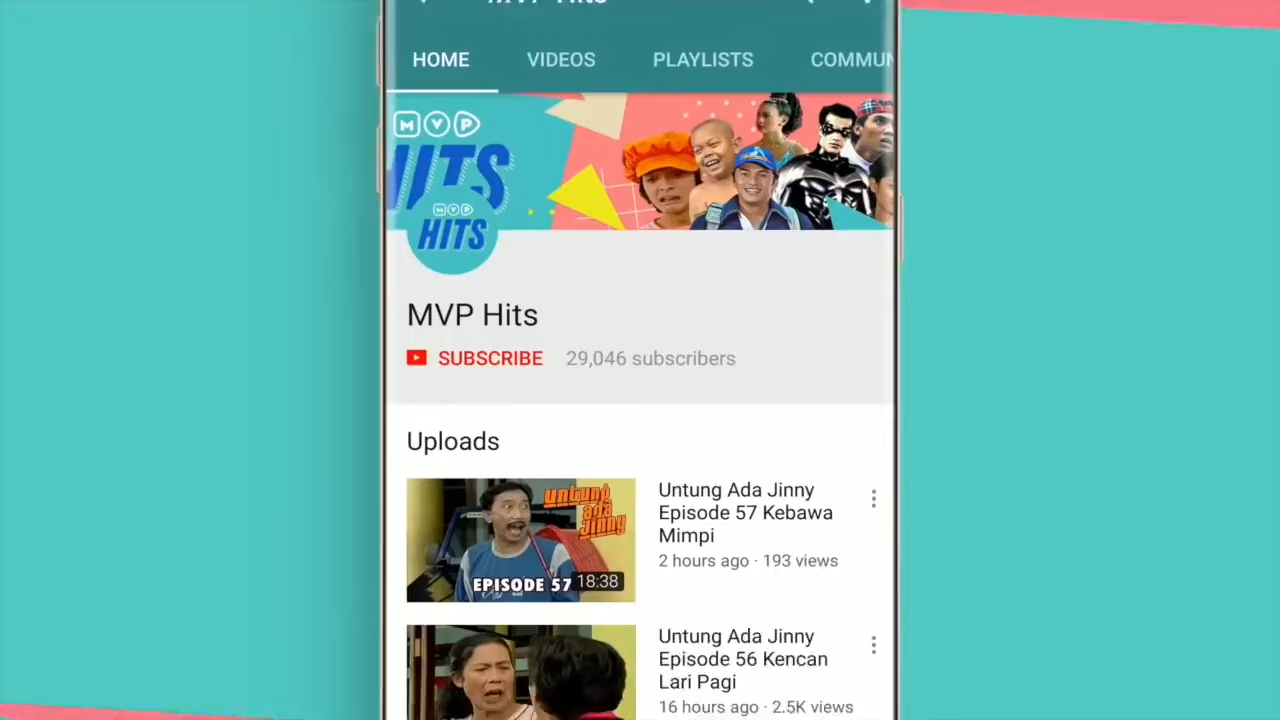 MVP Hits
HOME VIDEOS PLAYLISTS COMMUN
MVP
HITS
MVP
HITS
MVP Hits
SUBSCRIBE 29,046 subscribers
Uploads
untung
ada
jinny
EPISODE 57 18:38
Untung Ada Jinny
Episode 57 Kebawa
Mimpi
2 hours ago · 193 views
Untung Ada Jinny
Episode 56 Kencan
Lari Pagi
16 hours ago · 2.5K views